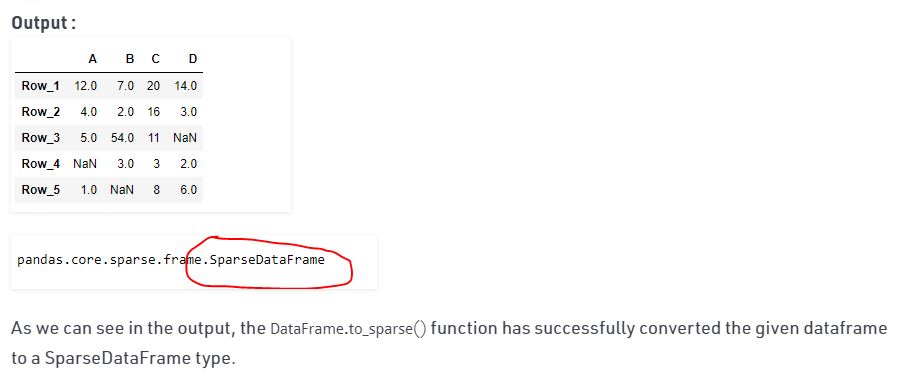 Output :
A B C D
Row_1 12.0 7.0 20 14.0
Row_2 4.0 2.0 16 3.0
Row_3 5.0 54.0 11 NaN
Row_4 NaN 3.0 3 2.0
Row_5 1.0 NaN 8 6.0
pandas.core.sparse.frame.SparseDataFrame
As we can see in the output, the DataFrame.to_sparse() function has successfully converted the given dataframe
to a SparseDataFrame type.